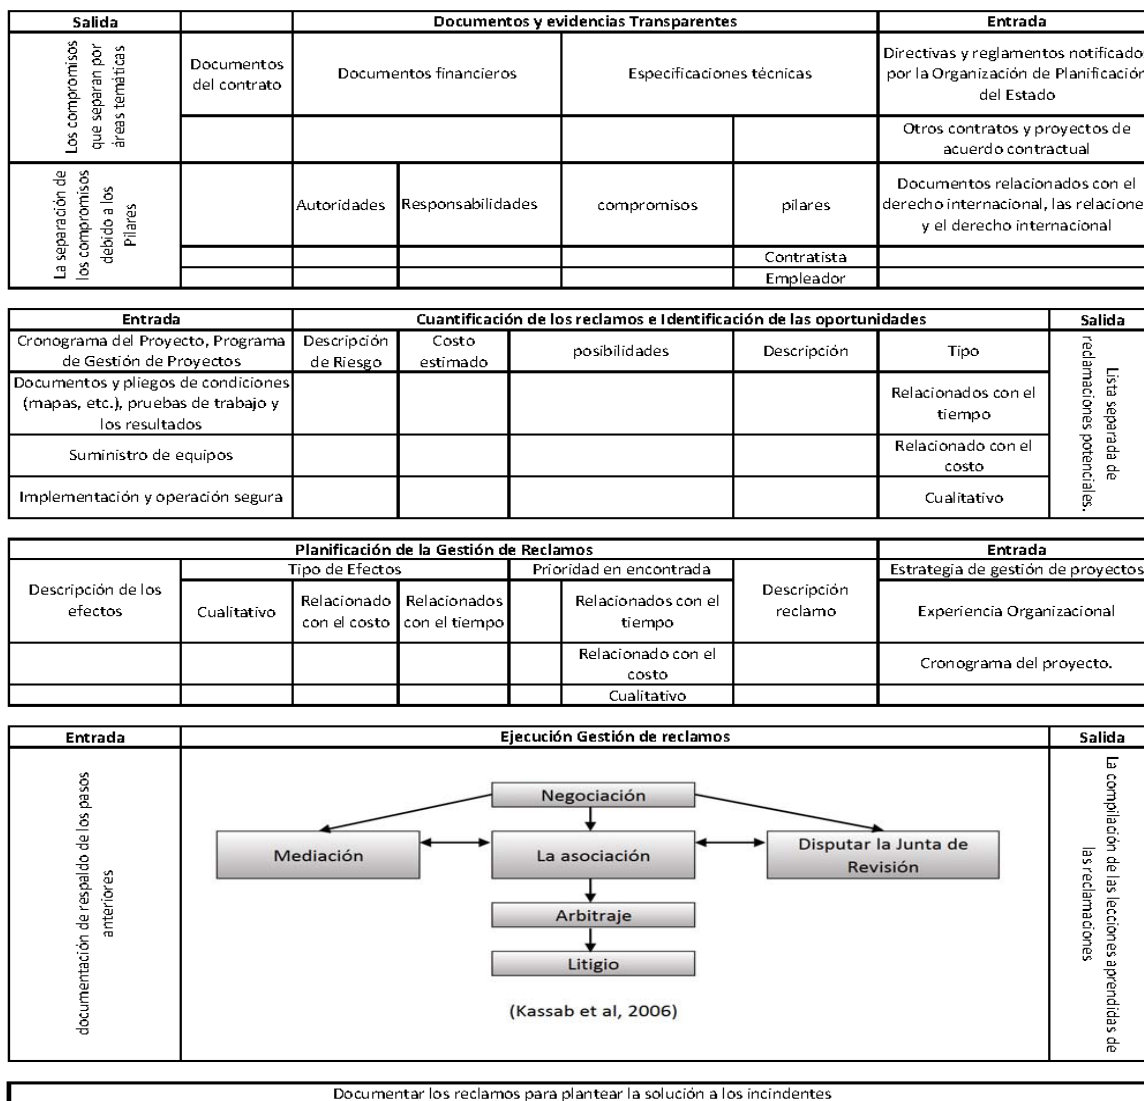 Salida
Documentos y evidencias Transparentes
Entrada
Los compromisos
que separan por
áreas temáticas
Documentos
del contrato
Documentos financieros
Especificaciones técnicas
Directivas y reglamentos notificado
por la Organización de Planificación
del Estado
Otros contratos y proyectos de
acuerdo contractual
La separación de
los compromisos
debido a los
Pilares
Autoridades
Responsabilidades
compromisos
pilares
Documentos relacionados con el
derecho internacional, las relacione
y el derecho internacional
Contratista
Empleador
Entrada
Cuantificación de los reclamos e Identificación de las oportunidades
Salida
Cronograma del Proyecto, Programa
de Gestión de Proyectos
Descripción
de Riesgo
Costo
estimado
posibilidades
Descripción
Tipo
Lista separada de
reclamaciones potenciales.
Documentos y pliegos de condiciones
(mapas, etc.), pruebas de trabajo y
los resultados
Relacionados con el
tiempo
Suministro de equipos
Relacionado con el
costo
Implementación y operación segura
Cualitativo
Planificación de la Gestión de Reclamos
Entrada
Descripción de los
efectos
Tipo de Efectos
Prioridad en encontrada
Descripción
reclamo
Estrategia de gestión de proyectos
Cualitativo
Relacionado
con el costo
Relacionados
con el tiempo
Relacionados con el
tiempo
Experiencia Organizacional
Relacionado con el
costo
Cronograma del proyecto.
Cualitativo
Entrada
Ejecución Gestión de reclamos
Salida
documentación de respaldo de los pasos
anteriores
Negociación
Mediación
La asociación
Disputar la Junta de
Revisión
Arbitraje
Litigio
(Kassab et al, 2006)
La compilación de las lecciones aprendidas de
las reclamaciones
Documentar los reclamos para plantear la solución a los incindentes